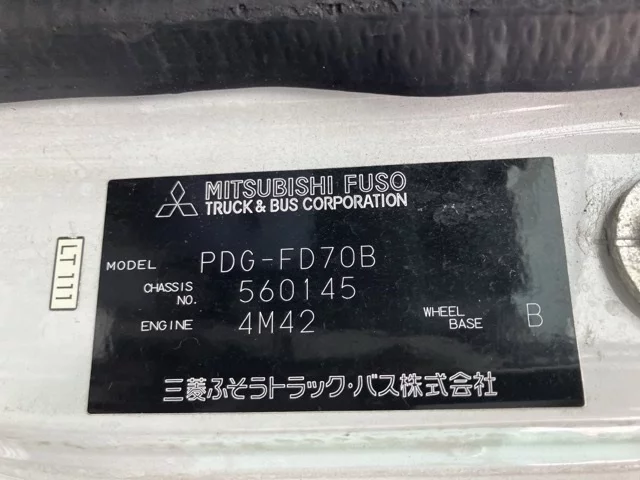 MITSUBISHI FUSO
TRUCK & BUS CORPORATION
MODEL PDG-FD70B
CHASSIS NO. 560145
ENGINE 4M42 WHEEL BASE B
三菱ふそうトラック・バス株式会社
LT111